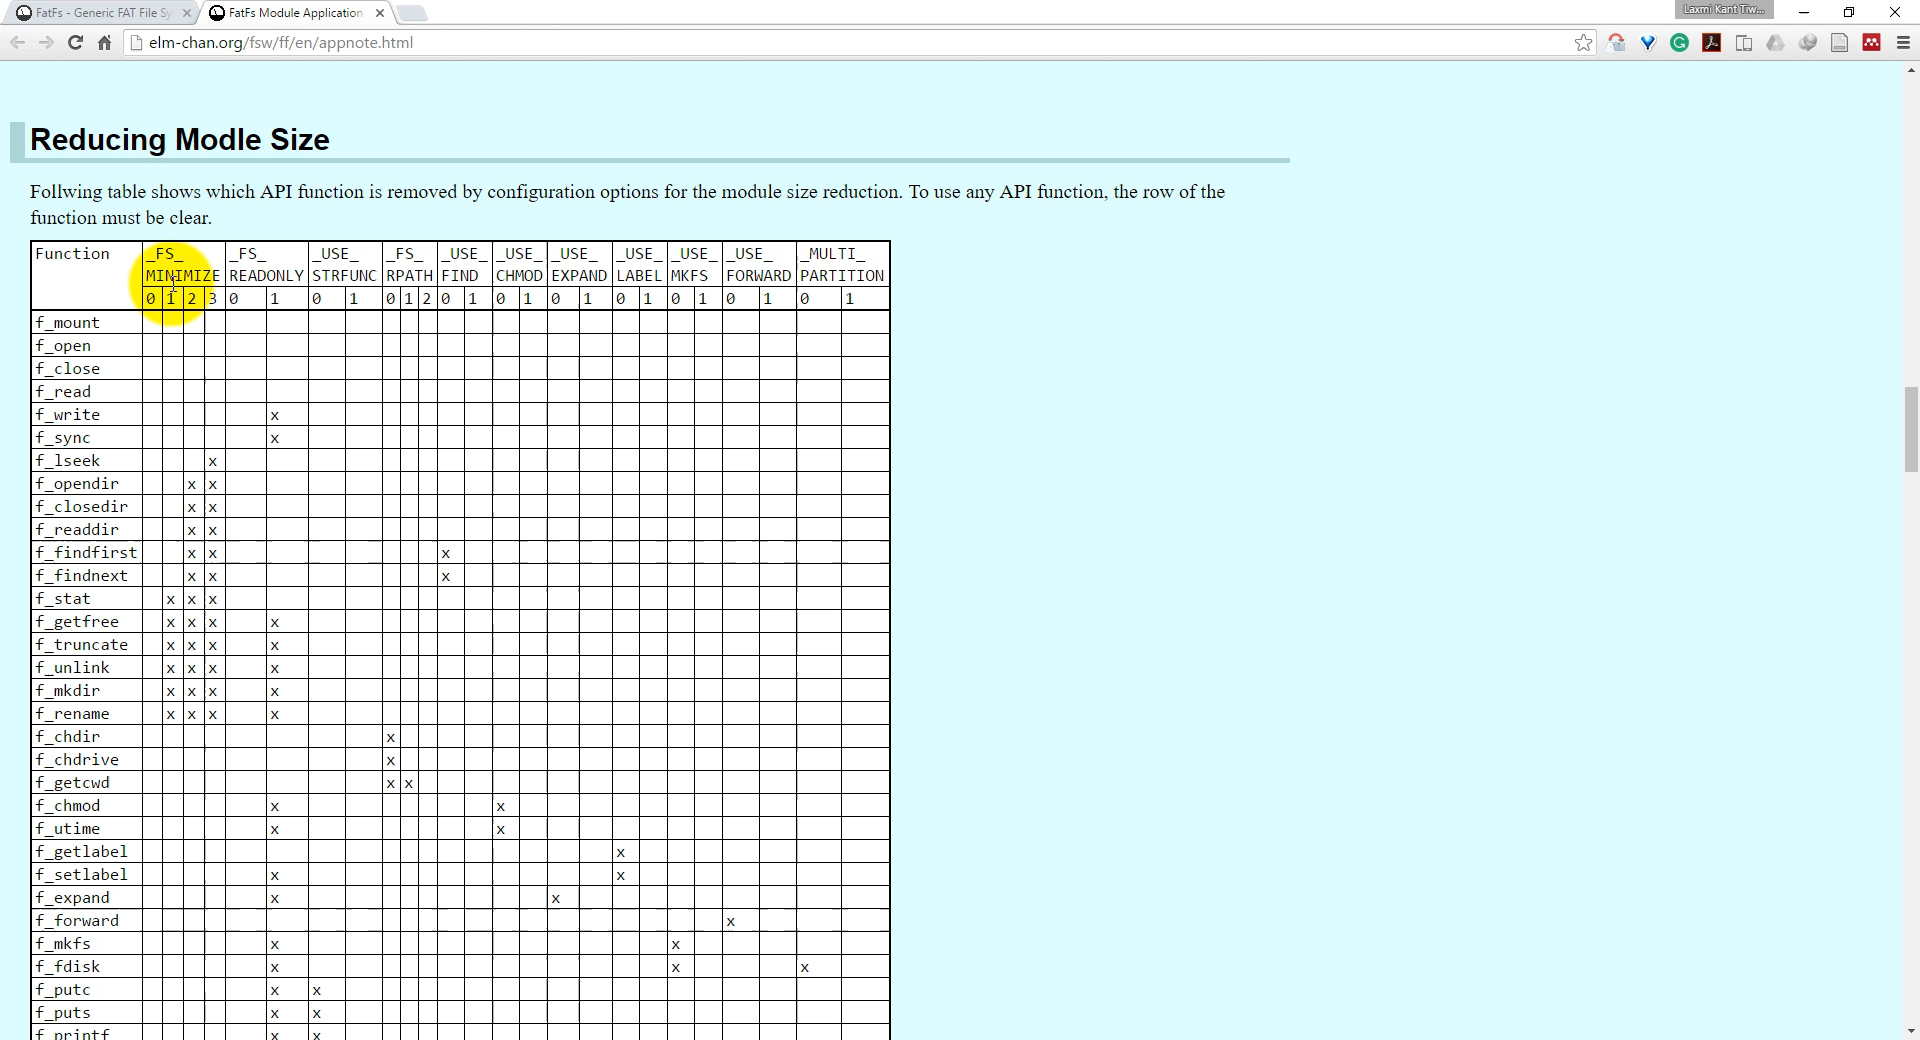 FatFs - Generic FAT File Sy
FatFs Module Application
Laxmi Kant Tiw...
elm-chan.org/fsw/ff/en/appnote.html
Reducing Modle Size
Follwing table shows which API function is removed by configuration options for the module size reduction. To use any API function, the row of the
function must be clear.
Function _FS_ _FS_ _USE_ _FS_ _USE_ _USE_ _USE_ _USE_ _USE_ _USE_ _MULTI_
MINIMIZE READONLY STRFUNC RPATH FIND CHMOD EXPAND LABEL MKFS FORWARD PARTITION
0 1 2 3 0 1 0 1 0 1 2 0 1 0 1 0 1 0 1 0 1 0 1 0 1
f_mount
f_open
f_close
f_read
f_write x
f_sync x
f_lseek x
f_opendir x x
f_closedir x x
f_readdir x x
f_findfirst x x x
f_findnext x x x
f_stat x x x
f_getfree x x x x
f_truncate x x x x
f_unlink x x x x
f_mkdir x x x x
f_rename x x x x
f_chdir x
f_chdrive x
f_getcwd x x
f_chmod x x
f_utime x x
f_getlabel x
f_setlabel x x
f_expand x x
f_forward x
f_mkfs x x
f_fdisk x x x
f_putc x x
f_puts x x
f_printf x x